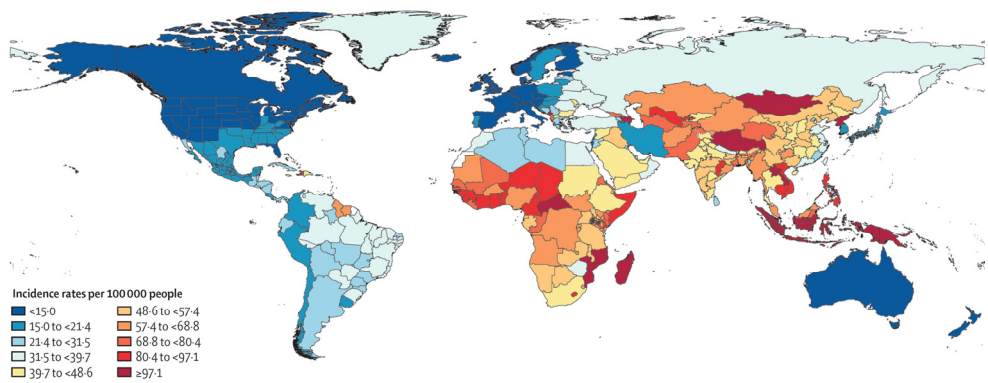 Incidence rates per 100 000 people
<15·0
15·0 to <21·4
21·4 to <31·5
31·5 to <39·7
39·7 to <48·6
48·6 to <57·4
57·4 to <68·8
68·8 to <80·4
80·4 to <97·1
≥97·1